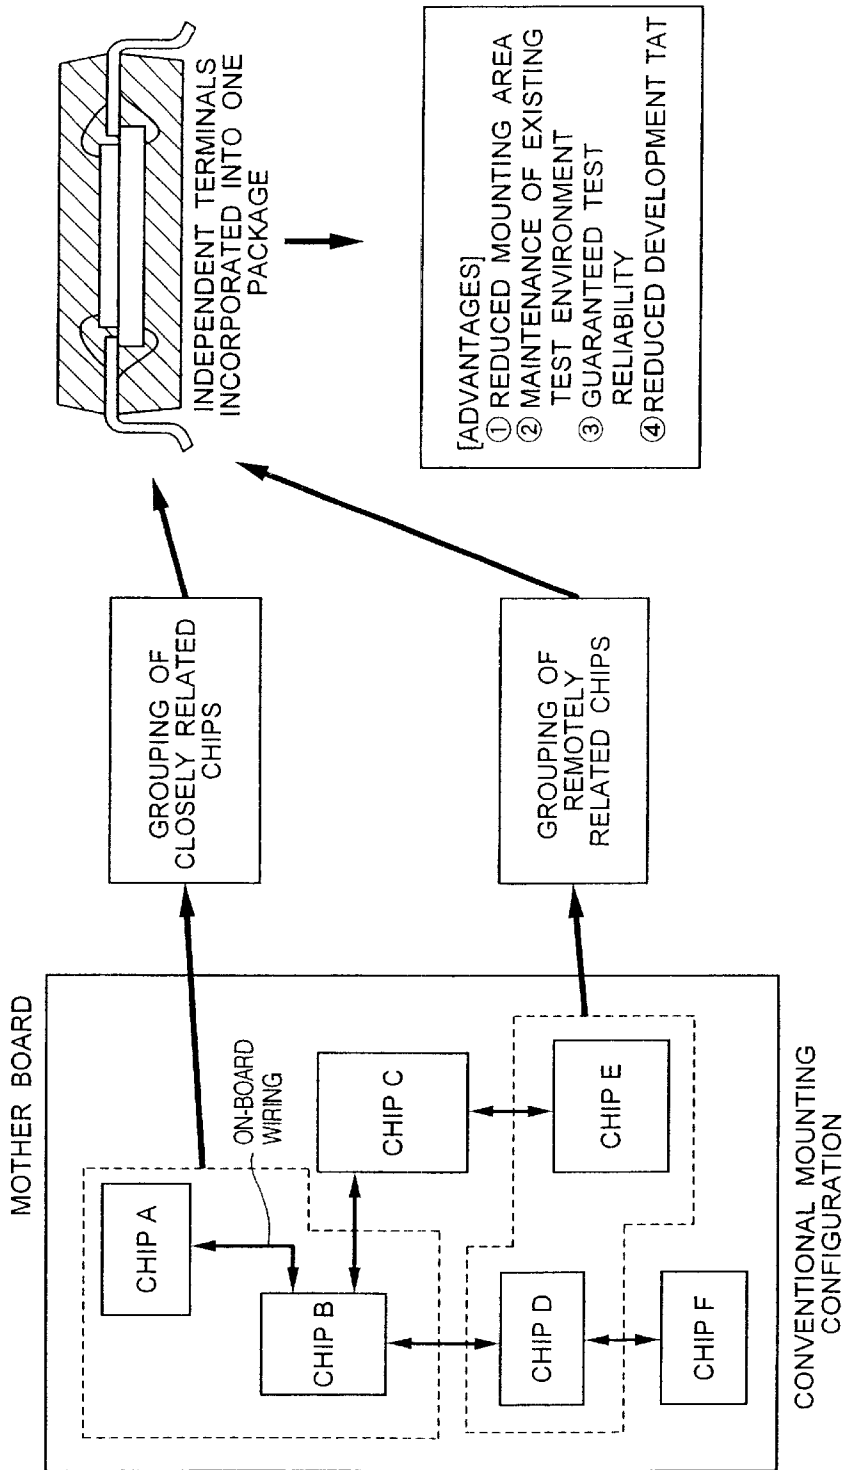 MOTHER BOARD
CHIP A
ON-BOARD
WIRING
CHIP B
CHIP C
CHIP D
CHIP E
CHIP F
CONVENTIONAL MOUNTING
CONFIGURATION
GROUPING OF
CLOSELY RELATED
CHIPS
GROUPING OF
REMOTELY
RELATED CHIPS
INDEPENDENT TERMINALS
INCORPORATED INTO ONE
PACKAGE
[ADVANTAGES]
① REDUCED MOUNTING AREA
② MAINTENANCE OF EXISTING
TEST ENVIRONMENT
③ GUARANTEED TEST
RELIABILITY
④ REDUCED DEVELOPMENT TAT